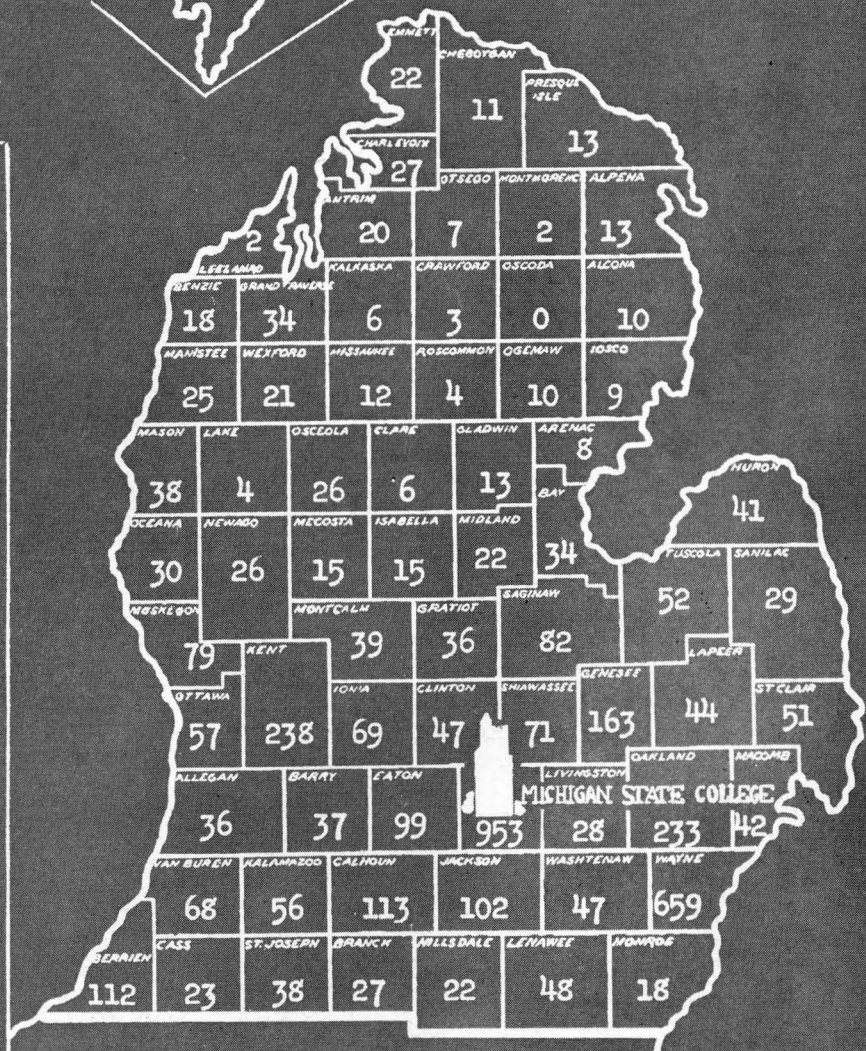 EMMETT
22
CHEBOYGAN
11
PRESQUE
ISLE
13
CHARLEVOIX
27
ANTRIM
20
OTSEGO
7
MONTMORENCY
2
ALPENA
13
2
LEELANAU
BENZIE
18
GRAND TRAVERSE
34
KALKASKA
6
CRAWFORD
3
OSCODA
0
ALCONA
10
MANISTEE
25
WEXFORD
21
MISSAUKEE
12
ROSCOMMON
4
OGEMAW
10
IOSCO
9
MASON
38
LAKE
4
OSCEOLA
26
CLARE
6
GLADWIN
13
ARENAC
8
HURON
41
OCEANA
30
NEWAGO
26
MECOSTA
15
ISABELLA
15
MIDLAND
22
BAY
34
TUSCOLA
52
SANILAC
29
MUSKEGON
79
MONTCALM
39
GRATIOT
36
SAGINAW
82
LAPEER
44
OTTAWA
57
KENT
238
IONIA
69
CLINTON
47
SHIAWASSEE
71
GENESEE
163
ST CLAIR
51
ALLEGAN
36
BARRY
37
EATON
99
953
LIVINGSTON
28
OAKLAND
233
MACOMB
42
MICHIGAN STATE COLLEGE
VAN BUREN
68
KALAMAZOO
56
CALHOUN
113
JACKSON
102
WASHTENAW
47
WAYNE
659
BERRIEN
112
CASS
23
ST. JOSEPH
38
BRANCH
27
HILLSDALE
22
LENAWEE
48
MONROE
18